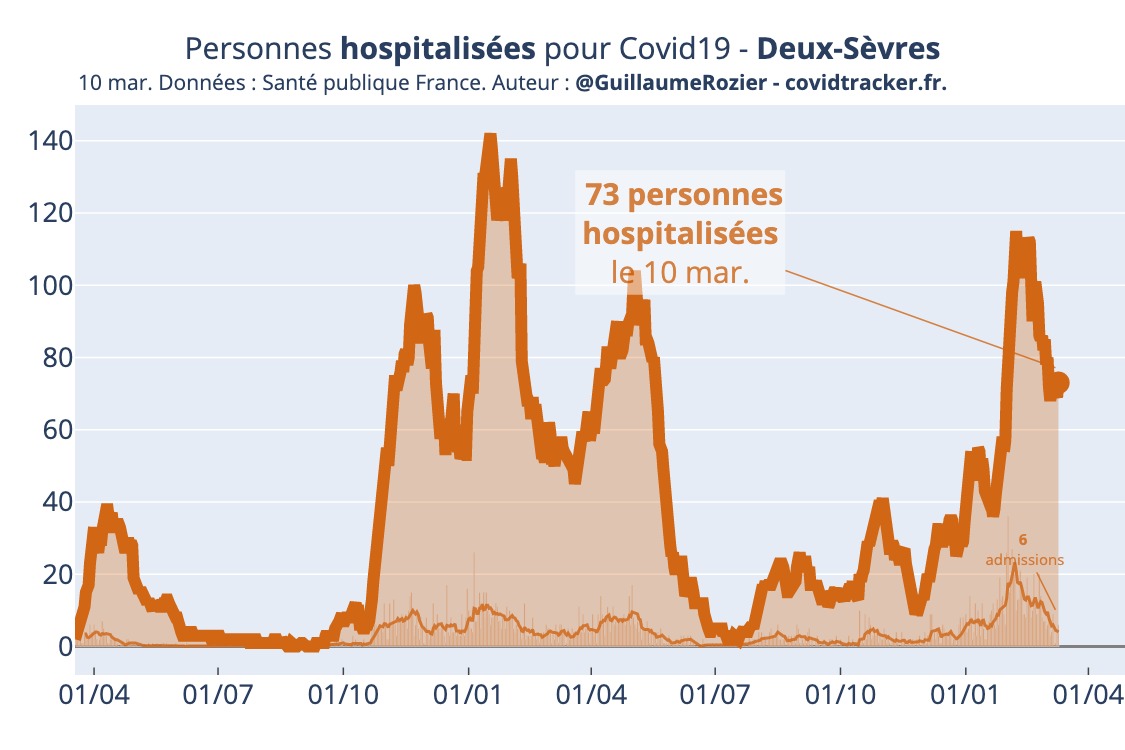 Personnes hospitalisées pour Covid19 - Deux-Sèvres
10 mar. Données : Santé publique France. Auteur : @GuillaumeRozier - covidtracker.fr.
140
120
100
80
60
40
20
0
73 personnes
hospitalisées
le 10 mar.
6
admissions
01/04 01/07 01/10 01/01 01/04 01/07 01/10 01/01 01/04